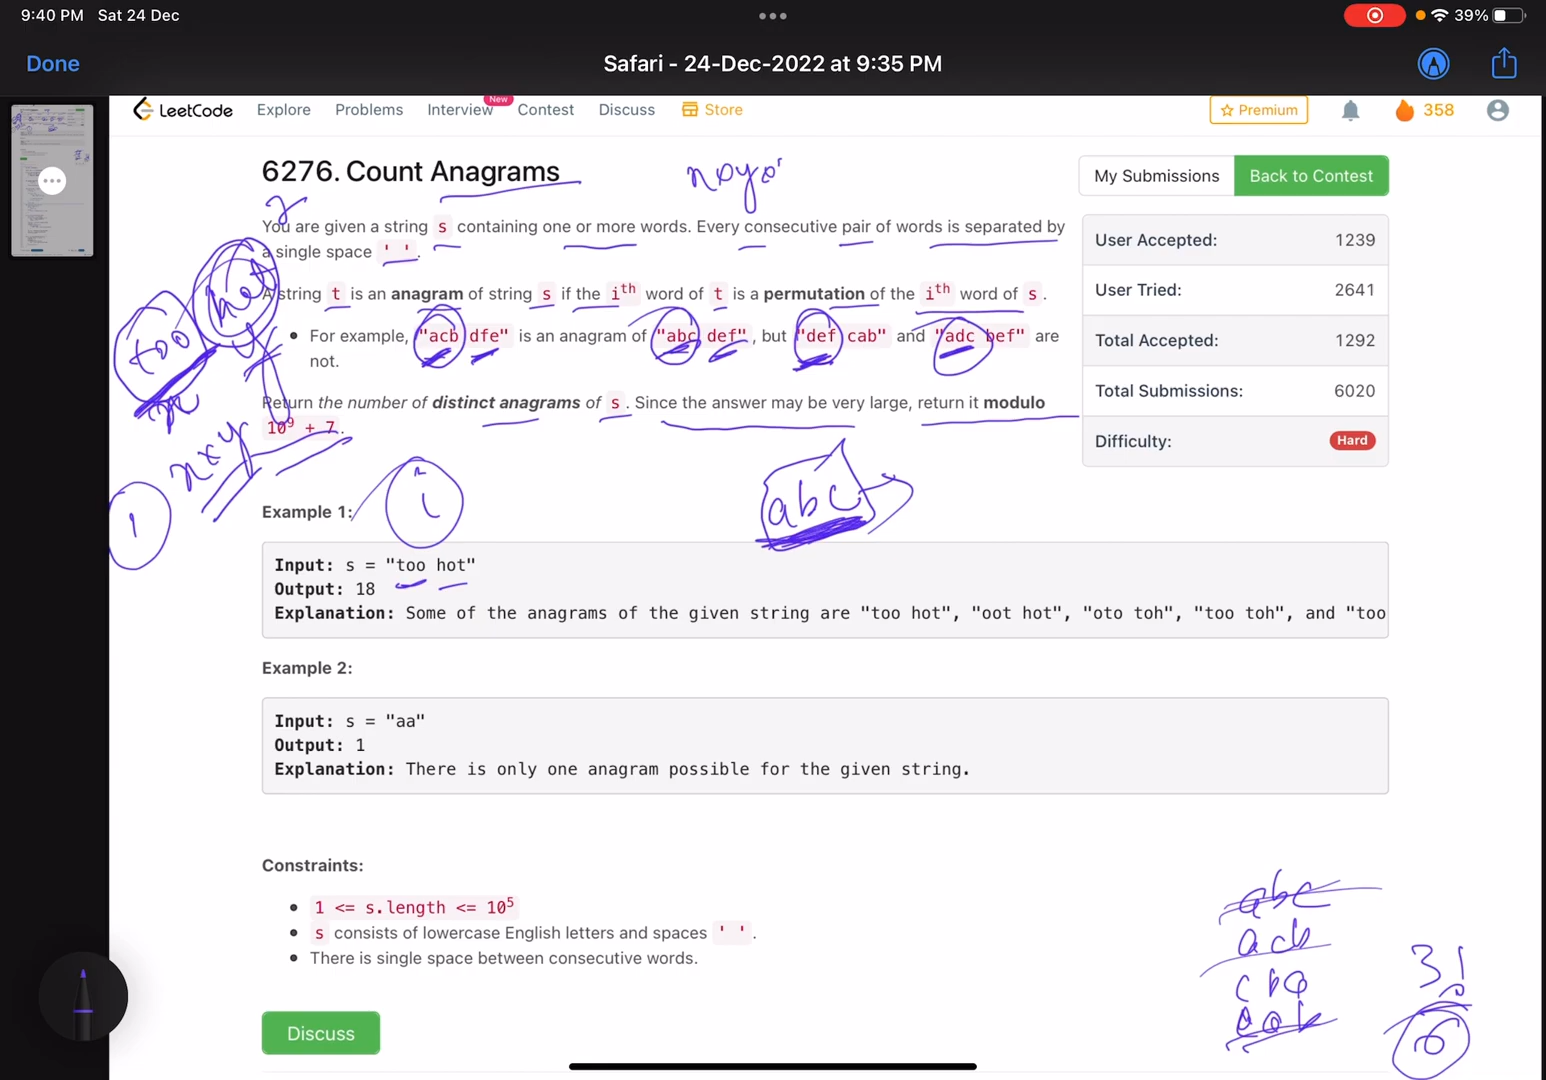 9:40 PM Sat 24 Dec
39%
Done
Safari - 24-Dec-2022 at 9:35 PM
LeetCode Explore Problems Interview New Contest Discuss Store Premium 358
6276. Count Anagrams
My Submissions Back to Contest
You are given a string s containing one or more words. Every consecutive pair of words is separated by
a single space ' '.
A string t is an anagram of string s if the ith word of t is a permutation of the ith word of s.
For example, "acb dfe" is an anagram of "abc def", but "def cab" and "adc bef" are
not.
Return the number of distinct anagrams of s. Since the answer may be very large, return it modulo
10⁹ + 7.
User Accepted: 1239
User Tried: 2641
Total Accepted: 1292
Total Submissions: 6020
Difficulty: Hard
too
hot
x
y
x x y
1
i
abc
Example 1:
Input: s = "too hot"
Output: 18
Explanation: Some of the anagrams of the given string are "too hot", "oot hot", "oto toh", "too toh", and "too
Example 2:
Input: s = "aa"
Output: 1
Explanation: There is only one anagram possible for the given string.
Constraints:
1 <= s.length <= 10⁵
s consists of lowercase English letters and spaces ' '.
There is single space between consecutive words.
abc
acb
cba
3!
6
Discuss